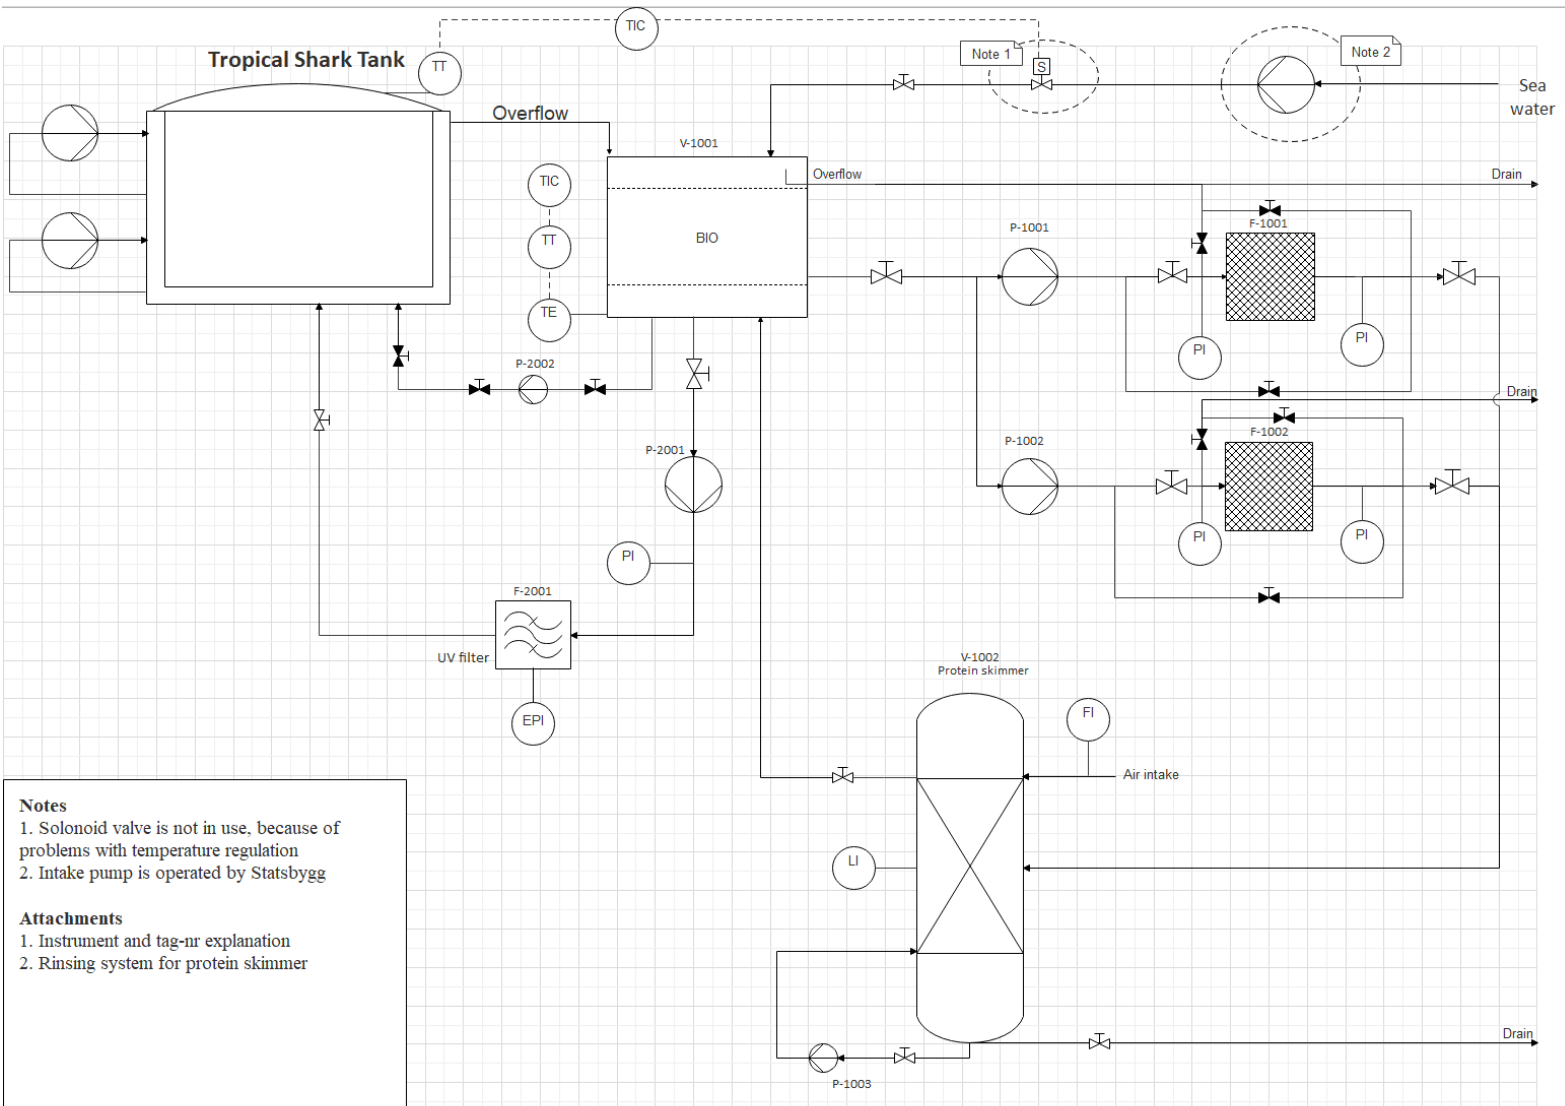 TIC
Tropical Shark Tank
TT
Note 1
S
Note 2
Sea
water
Overflow
V-1001
Overflow
Drain
TIC
TT
TE
BIO
P-1001
F-1001
PI
PI
P-2002
Drain
P-1002
F-1002
P-2001
PI
PI
PI
F-2001
UV filter
EPI
V-1002
Protein skimmer
FI
Air intake
LI
Drain
P-1003
Notes
1. Solonoid valve is not in use, because of
problems with temperature regulation
2. Intake pump is operated by Statsbygg
Attachments
1. Instrument and tag-nr explanation
2. Rinsing system for protein skimmer